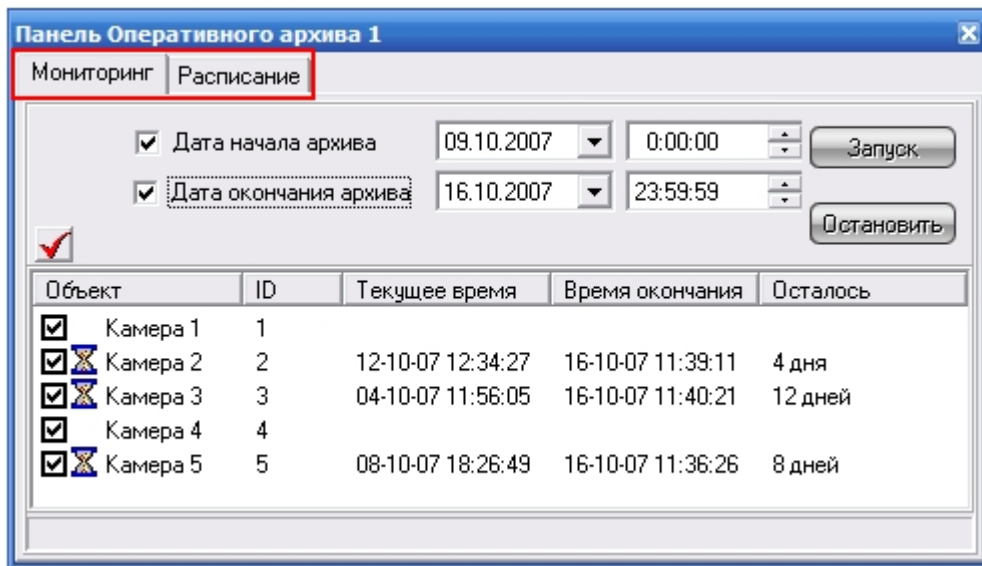 Панель Оперативного архива 1
Мониторинг Расписание
Дата начала архива 09.10.2007 0:00:00 Запуск
Дата окончания архива 16.10.2007 23:59:59
Остановить
Объект ID Текущее время Время окончания Осталось
Камера 1 1
Камера 2 2 12-10-07 12:34:27 16-10-07 11:39:11 4 дня
Камера 3 3 04-10-07 11:56:05 16-10-07 11:40:21 12 дней
Камера 4 4
Камера 5 5 08-10-07 18:26:49 16-10-07 11:36:26 8 дней